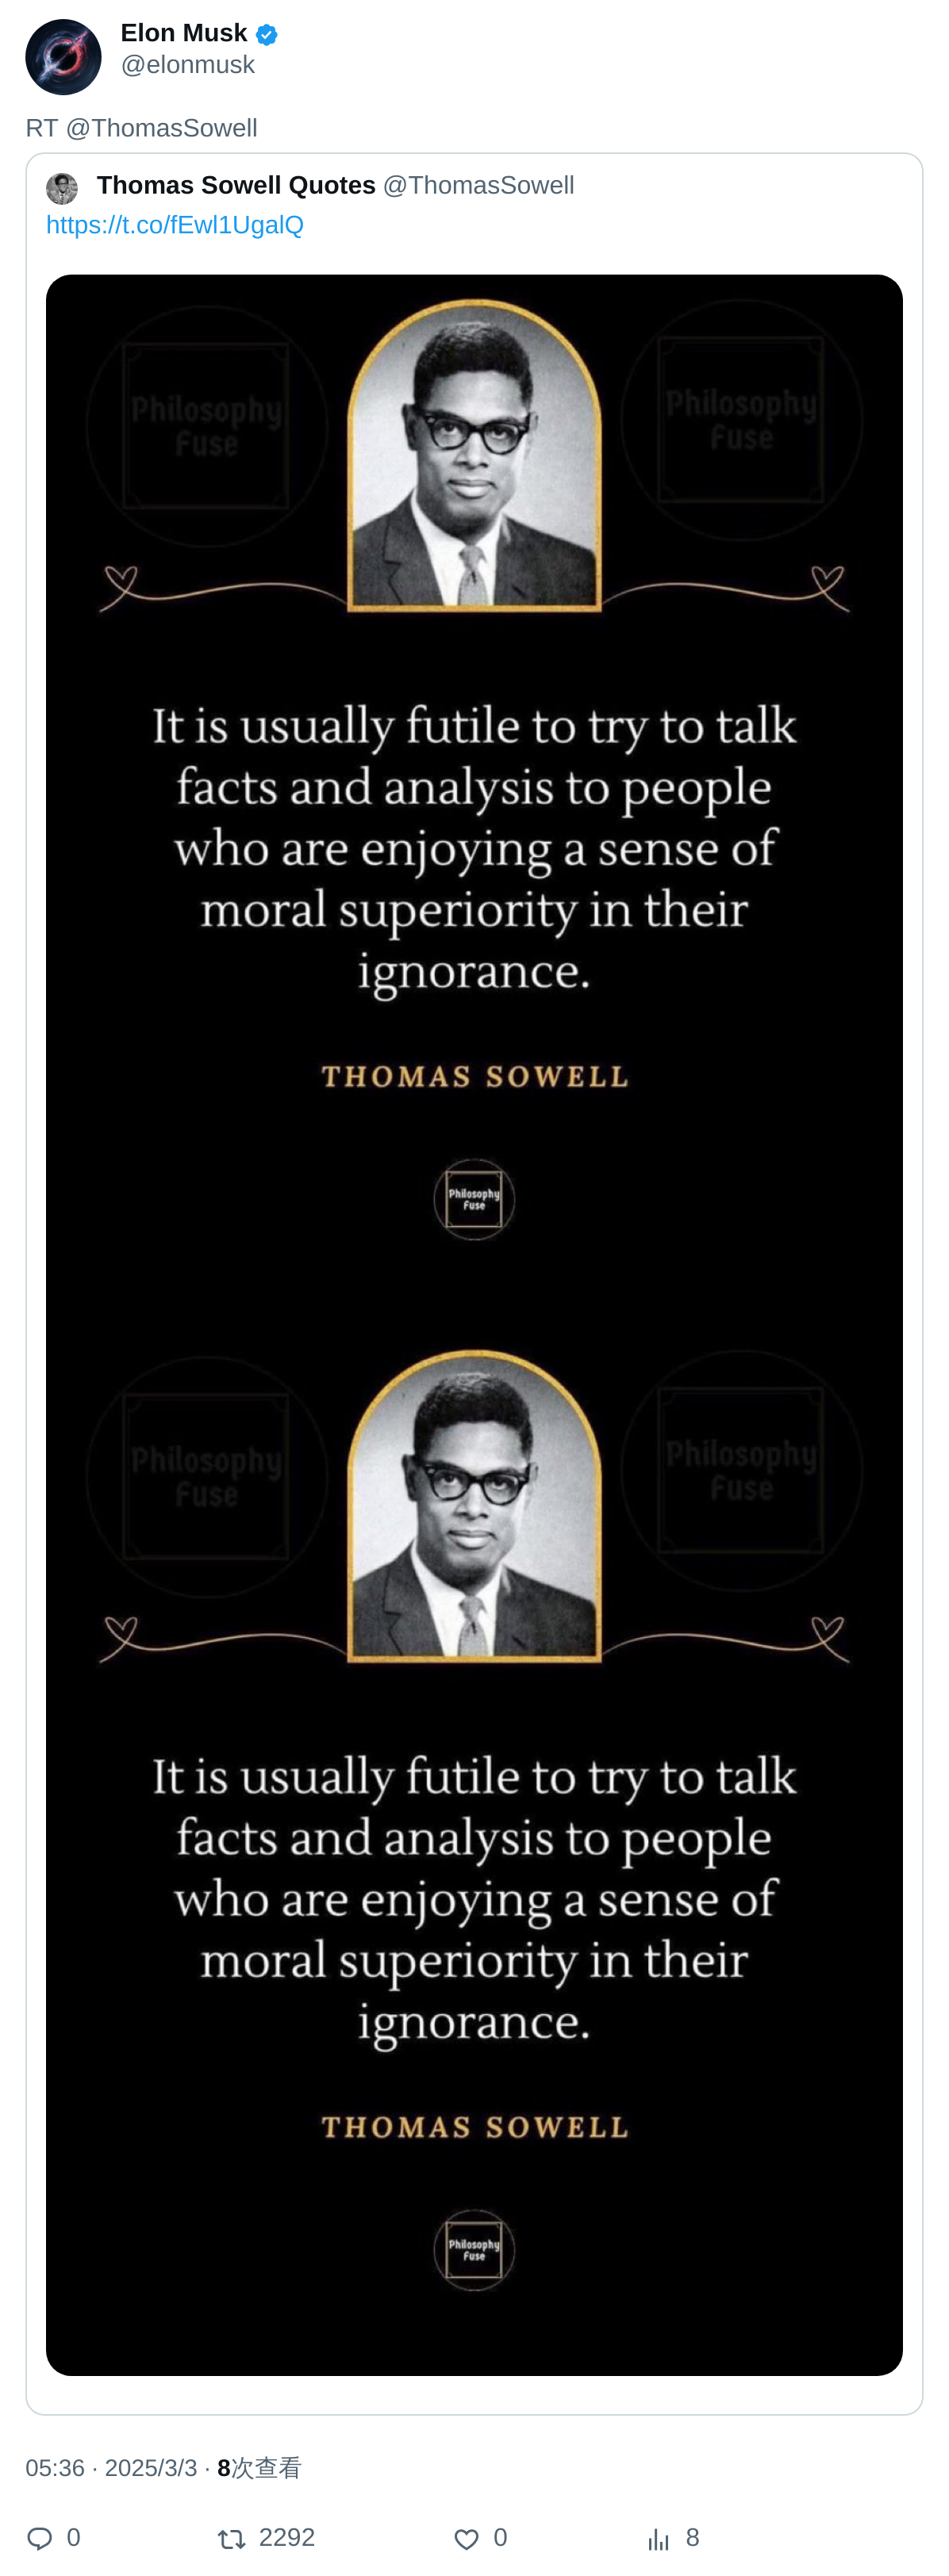 Elon Musk
@elonmusk
RT @ThomasSowell
Thomas Sowell Quotes @ThomasSowell
https://t.co/fEwl1UgalQ
Philosophy
Fuse
Philosophy
Fuse
It is usually futile to try to talk
facts and analysis to people
who are enjoying a sense of
moral superiority in their
ignorance.
THOMAS SOWELL
Philosophy
Fuse
Philosophy
Fuse
Philosophy
Fuse
It is usually futile to try to talk
facts and analysis to people
who are enjoying a sense of
moral superiority in their
ignorance.
THOMAS SOWELL
Philosophy
Fuse
05:36 · 2025/3/3 · 8次查看
0 2292 0 8